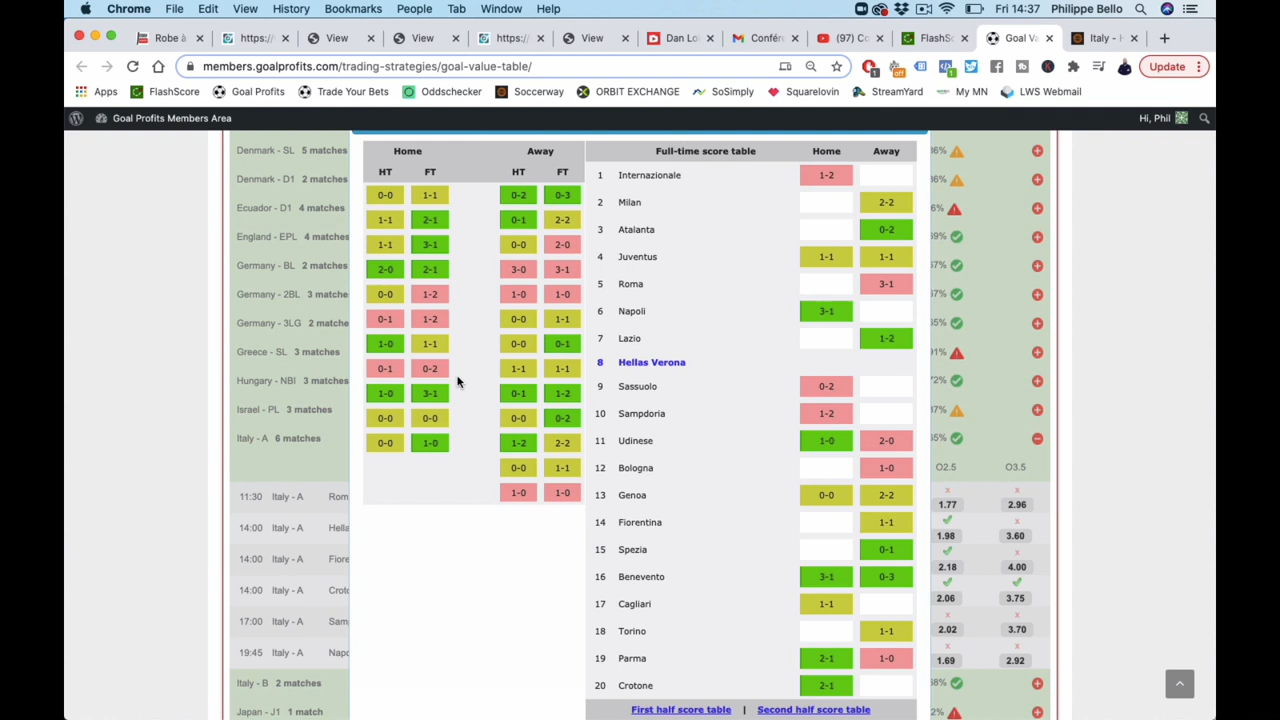 Chrome File Edit View History Bookmarks People Tab Window Help Fri 14:37 Philippe Bello
Robe à https:/ View View https:/ View Dan Lo Confér (97) Co FlashSc Goal Va Italy - H
members.goalprofits.com/trading-strategies/goal-value-table/ Update
Apps FlashScore Goal Profits Trade Your Bets Oddschecker Soccerway ORBIT EXCHANGE SoSimply Squarelovin StreamYard My MN LWS Webmail
Goal Profits Members Area Hi, Phil
Denmark - SL 5 matches
Denmark - D1 2 matches
Ecuador - D1 4 matches
England - EPL 4 matches
Germany - BL 2 matches
Germany - 2BL 3 matches
Germany - 3LG 2 matche
Greece - SL 3 matches
Hungary - NBI 3 matches
Israel - PL 3 matches
Italy - A 6 matches
11:30 Italy - A Rom
14:00 Italy - A Hella
14:00 Italy - A Fiore
14:00 Italy - A Croto
17:00 Italy - A Sam
19:45 Italy - A Napo
Italy - B 2 matches
Japan - J1 1 match
Home Away
HT FT HT FT
0-0 1-1 0-2 0-3
1-1 2-1 0-1 2-2
1-1 3-1 0-0 2-0
2-0 2-1 3-0 3-1
0-0 1-2 1-0 1-0
0-1 1-2 0-0 1-1
1-0 1-1 0-0 0-1
0-1 0-2 1-1 1-1
1-0 3-1 0-1 1-2
0-0 0-0 0-0 0-2
0-0 1-0 1-2 2-2
0-0 1-1
1-0 1-0
Full-time score table Home Away
1 Internazionale 1-2
2 Milan 2-2
3 Atalanta 0-2
4 Juventus 1-1 1-1
5 Roma 3-1
6 Napoli 3-1
7 Lazio 1-2
8 Hellas Verona
9 Sassuolo 0-2
10 Sampdoria 1-2
11 Udinese 1-0 2-0
12 Bologna 1-0
13 Genoa 0-0 2-2
14 Fiorentina 1-1
15 Spezia 0-1
16 Benevento 3-1 0-3
17 Cagliari 1-1
18 Torino 1-1
19 Parma 2-1 1-0
20 Crotone 2-1
First half score table | Second half score table
6%
6%
6%
69%
67%
67%
65%
1%
72%
7%
65%
O2.5 O3.5
x x
1.77 2.96
x
1.98 3.60
x
2.18 4.00
2.06 3.75
x x
2.02 3.70
x x
1.69 2.92
8%
2%